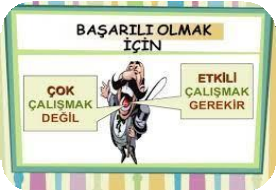 BAŞARILI OLMAK
İÇİN
ÇOK
ÇALIŞMAK
DEĞİL
ETKİLİ
ÇALIŞMAK
GEREKİR